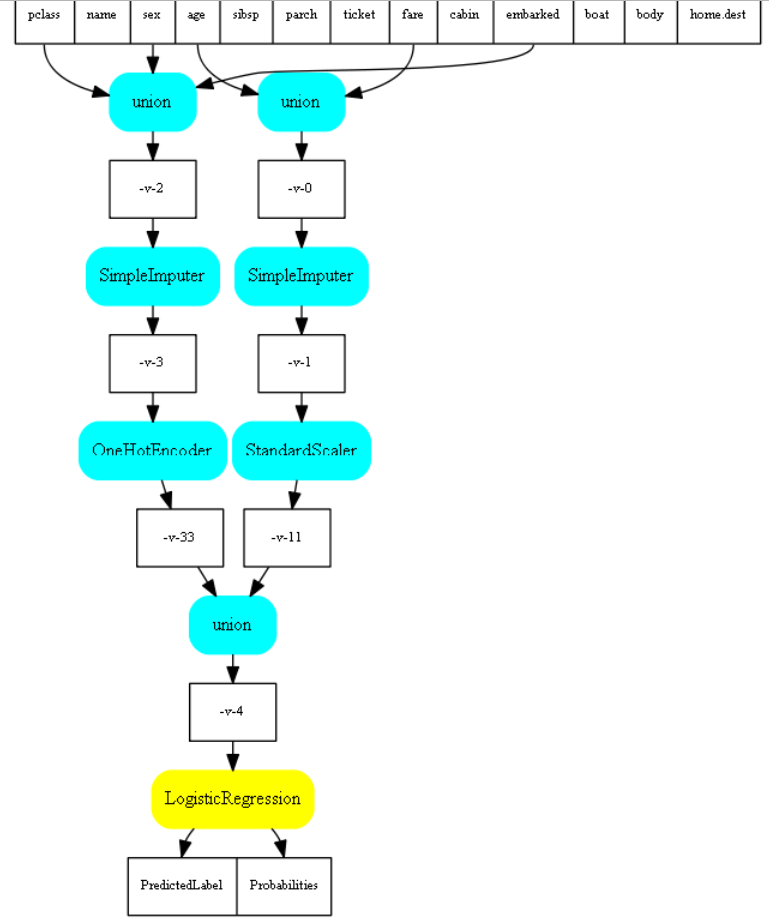 pclass name sex age sibsp parch ticket fare cabin embarked boat body home.dest
union union
-v-2 -v-0
SimpleImputer SimpleImputer
-v-3 -v-1
OneHotEncoder StandardScaler
-v-33 -v-11
union
-v-4
LogisticRegression
PredictedLabel Probabilities